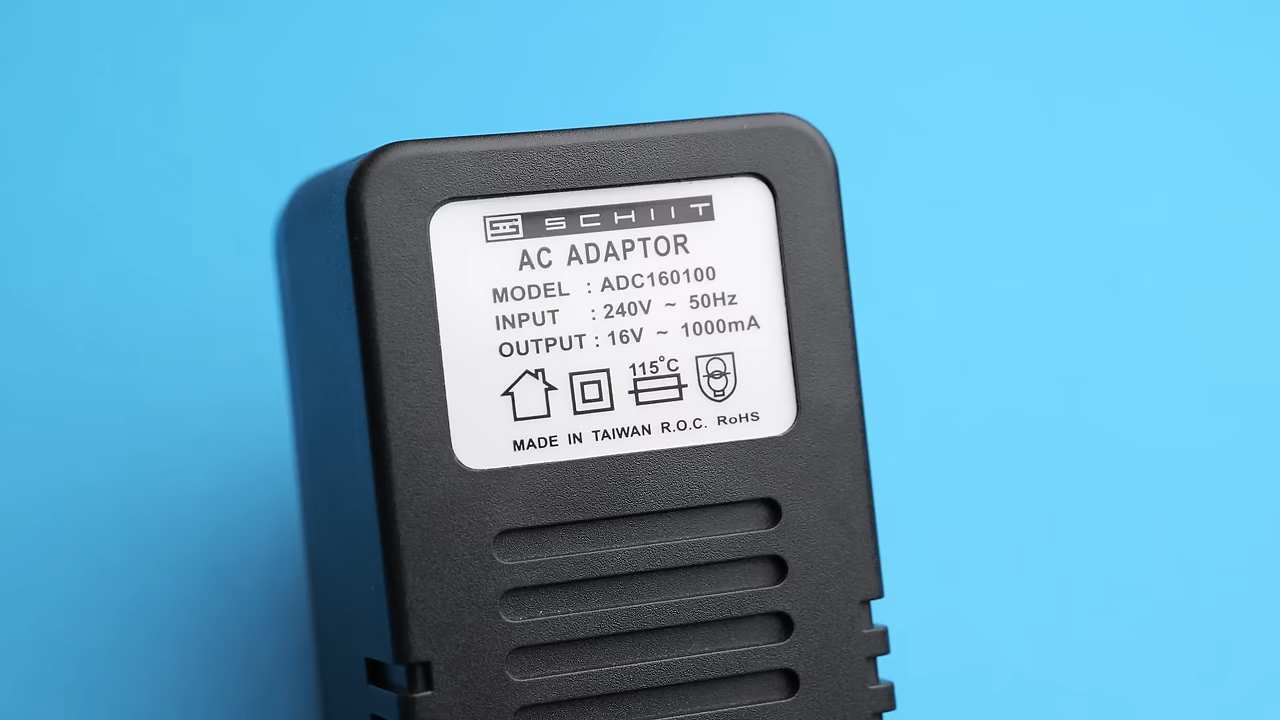 SCHIIT
AC ADAPTOR
MODEL : ADC160100
INPUT : 240V ~ 50Hz
OUTPUT : 16V ~ 1000mA
115°C
MADE IN TAIWAN R.O.C. RoHS